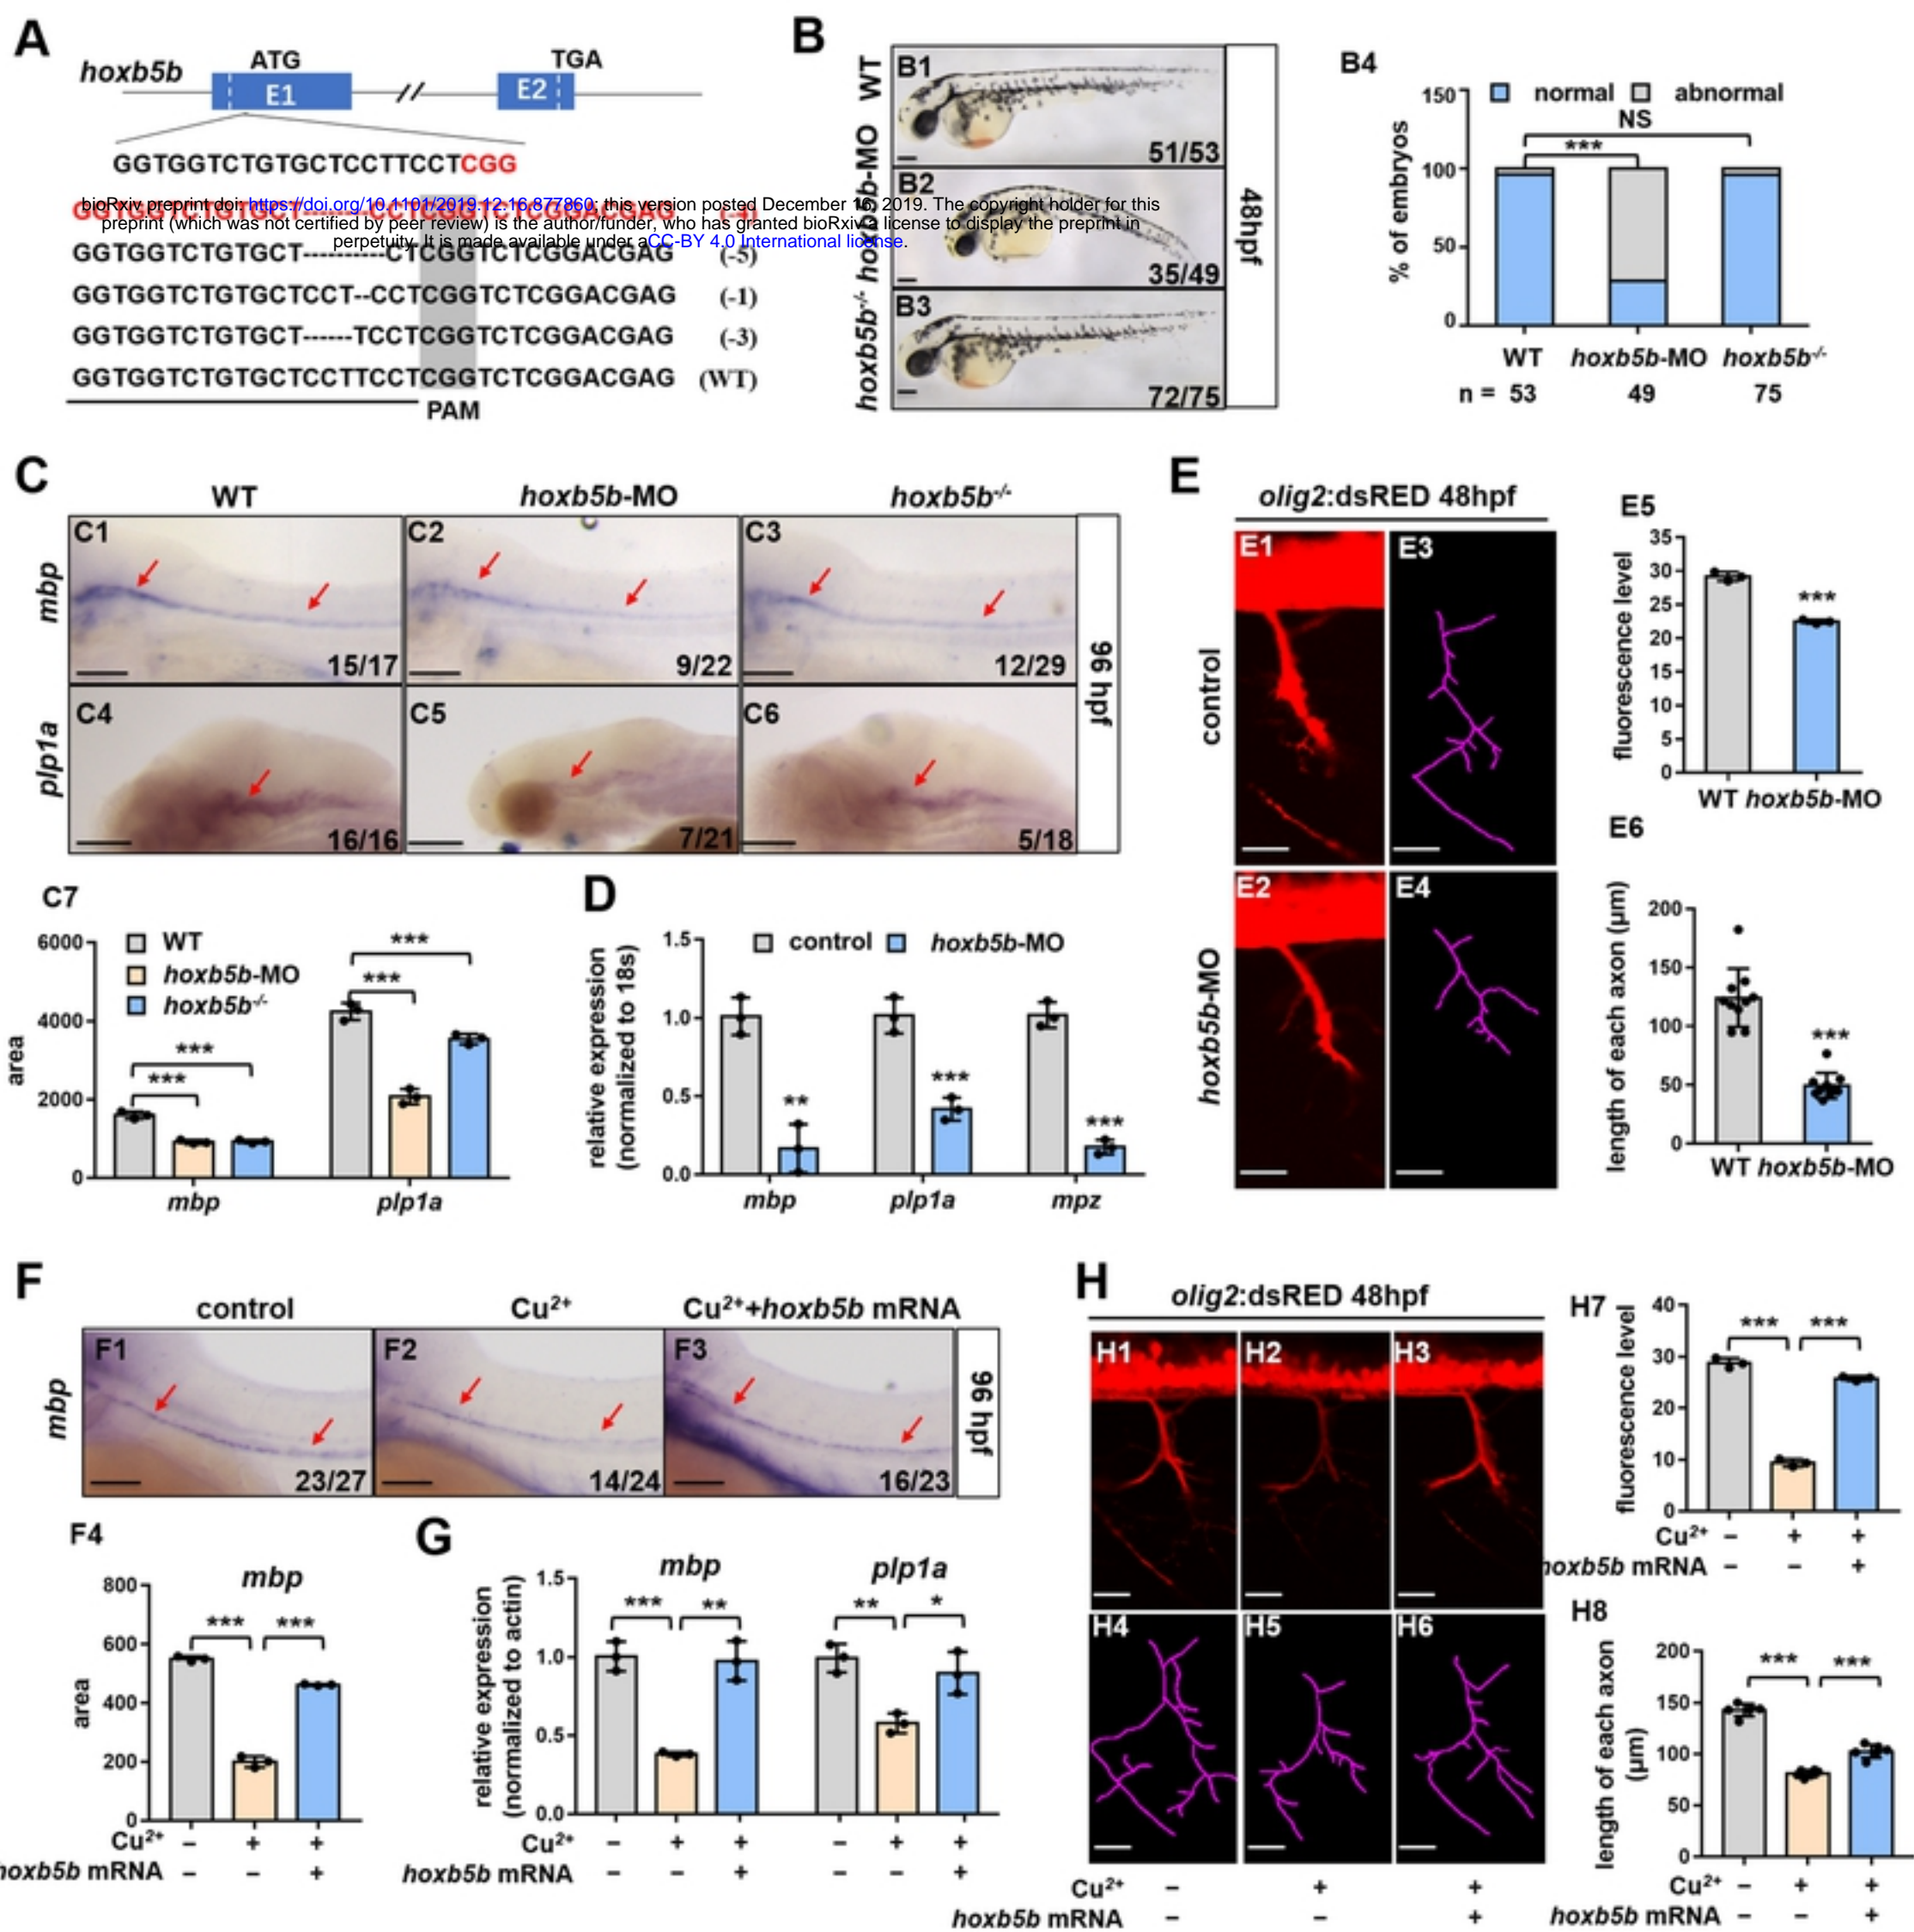 A
hoxb5b
ATG
TGA
E1
E2
GGTGGTCTGTGCTCCTTCCTCGG
GGTGGTCTGTGCT--------CCTCGGTCTCGGACGAG (-4)
bioRxiv preprint doi: https://doi.org/10.1101/2019.12.16.877860; this version posted December 16, 2019. The copyright holder for this
preprint (which was not certified by peer review) is the author/funder, who has granted bioRxiv a license to display the preprint in
perpetuity. It is made available under aCC-BY 4.0 International license.
GGTGGTCTGTGCT----------CTCGGTCTCGGACGAG (-5)
GGTGGTCTGTGCTCCT--CCTCGGTCTCGGACGAG (-1)
GGTGGTCTGTGCT------TCCTCGGTCTCGGACGAG (-3)
GGTGGTCTGTGCTCCTTCCTCGGTCTCGGACGAG (WT)
PAM
B
WT
hoxb5b-MO
hoxb5b-/-
B1
51/53
B2
35/49
B3
72/75
48hpf
B4
normal abnormal
NS
***
% of embryos
150
100
50
0
WT hoxb5b-MO hoxb5b-/-
n = 53 49 75
C
WT hoxb5b-MO hoxb5b-/-
mbp
C1 C2 C3
15/17 9/22 12/29
plp1a
C4 C5 C6
16/16 7/21 5/18
96 hpf
C7
WT
hoxb5b-MO
hoxb5b-/-
area
6000
4000
2000
0
*** ***
*** ***
mbp plp1a
D
control hoxb5b-MO
relative expression
(normalized to 18s)
1.5
1.0
0.5
0.0
** *** ***
mbp plp1a mpz
E
olig2:dsRED 48hpf
control
E1 E3
hoxb5b-MO
E2 E4
E5
fluorescence level
35
30
25
20
15
10
5
0
***
WT hoxb5b-MO
E6
length of each axon (μm)
200
150
100
50
0
***
WT hoxb5b-MO
F
control Cu2+ Cu2++hoxb5b mRNA
mbp
F1 F2 F3
23/27 14/24 16/23
96 hpf
F4
mbp
area
800
600
400
200
0
*** ***
Cu2+ − + +
hoxb5b mRNA − − +
G
mbp plp1a
relative expression
(normalized to actin)
1.5
1.0
0.5
0.0
*** ** ** *
Cu2+ − + + − + +
hoxb5b mRNA − − + − − +
H
olig2:dsRED 48hpf
H1 H2 H3
H4 H5 H6
Cu2+ − + +
hoxb5b mRNA − − +
H7
fluorescence level
40
30
20
10
0
*** ***
Cu2+ − + +
hoxb5b mRNA − − +
H8
length of each axon
(μm)
200
150
100
50
0
*** ***
Cu2+ − + +
hoxb5b mRNA − − +